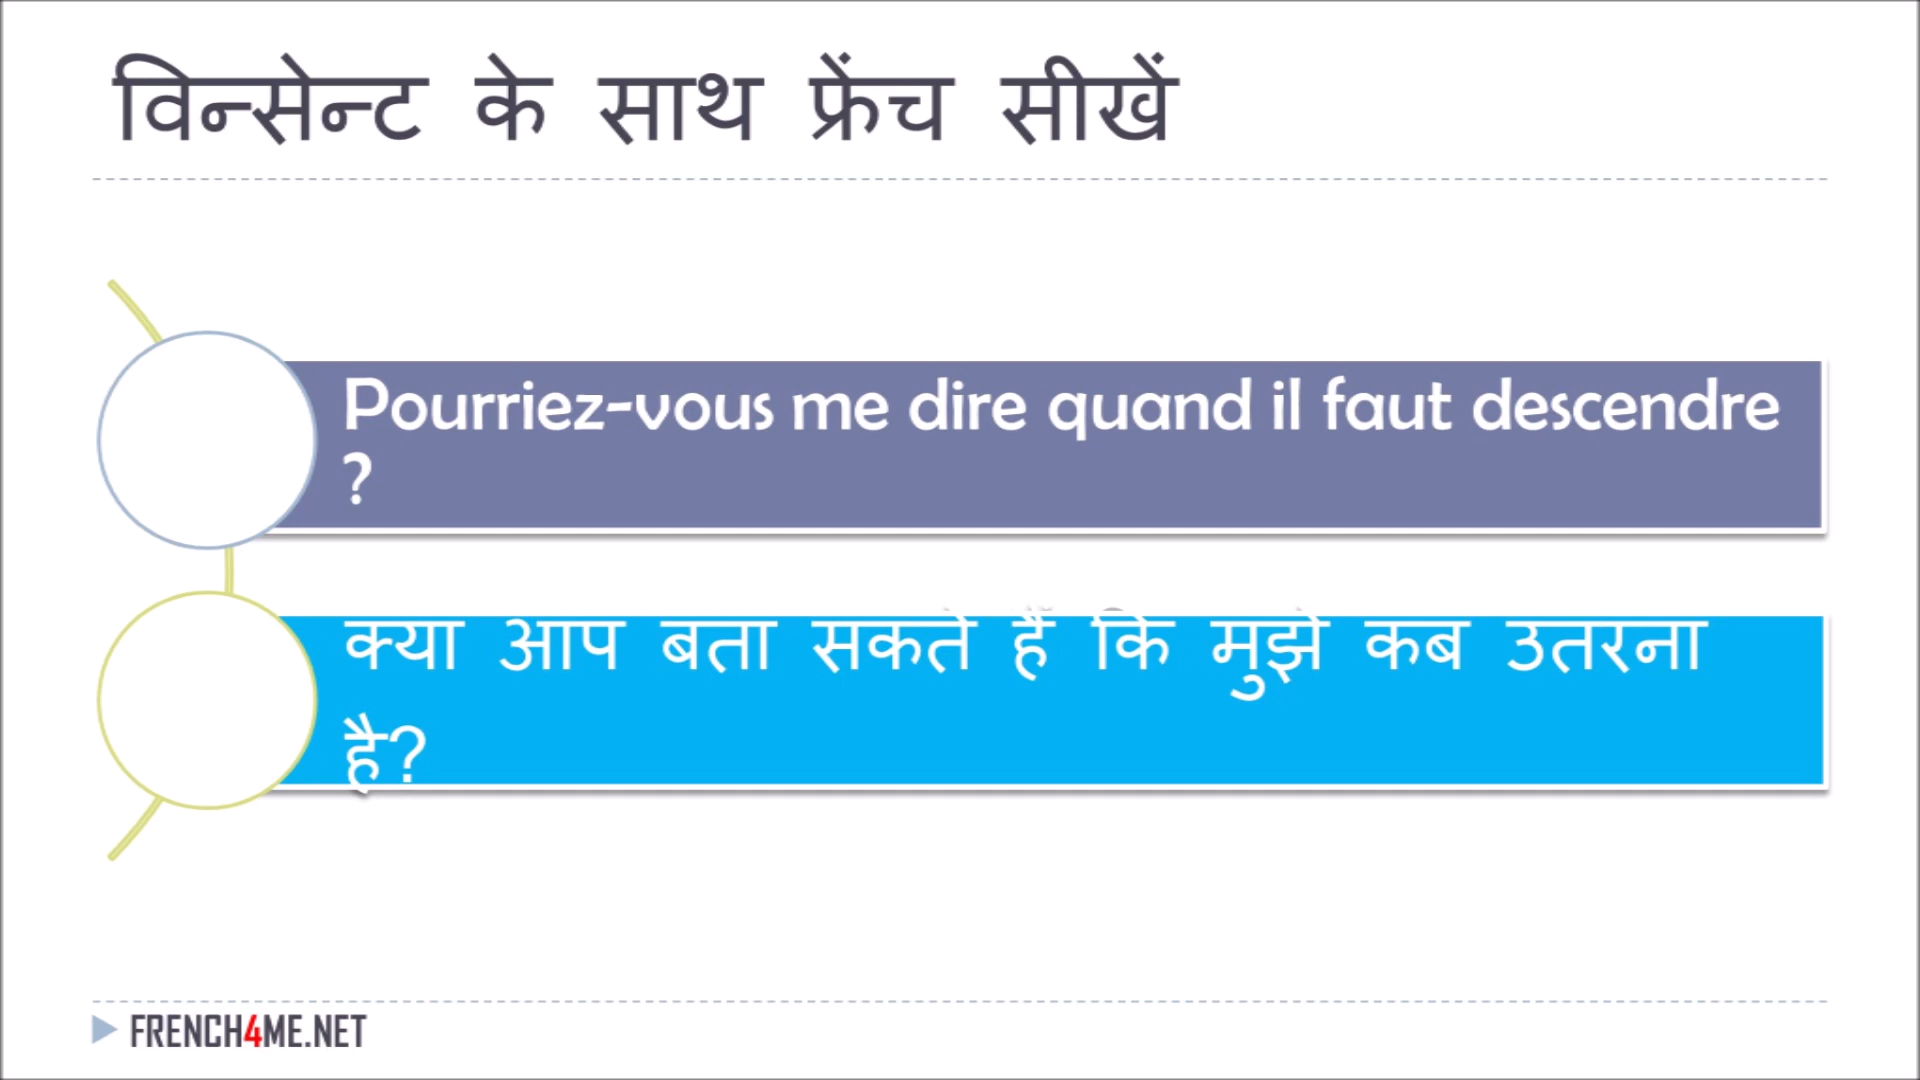 विन्सेन्ट के साथ फ्रेंच सीखें
Pourriez-vous me dire quand il faut descendre
?
क्या आप बता सकते हैं कि मुझे कब उतरना
है?
FRENCH4ME.NET